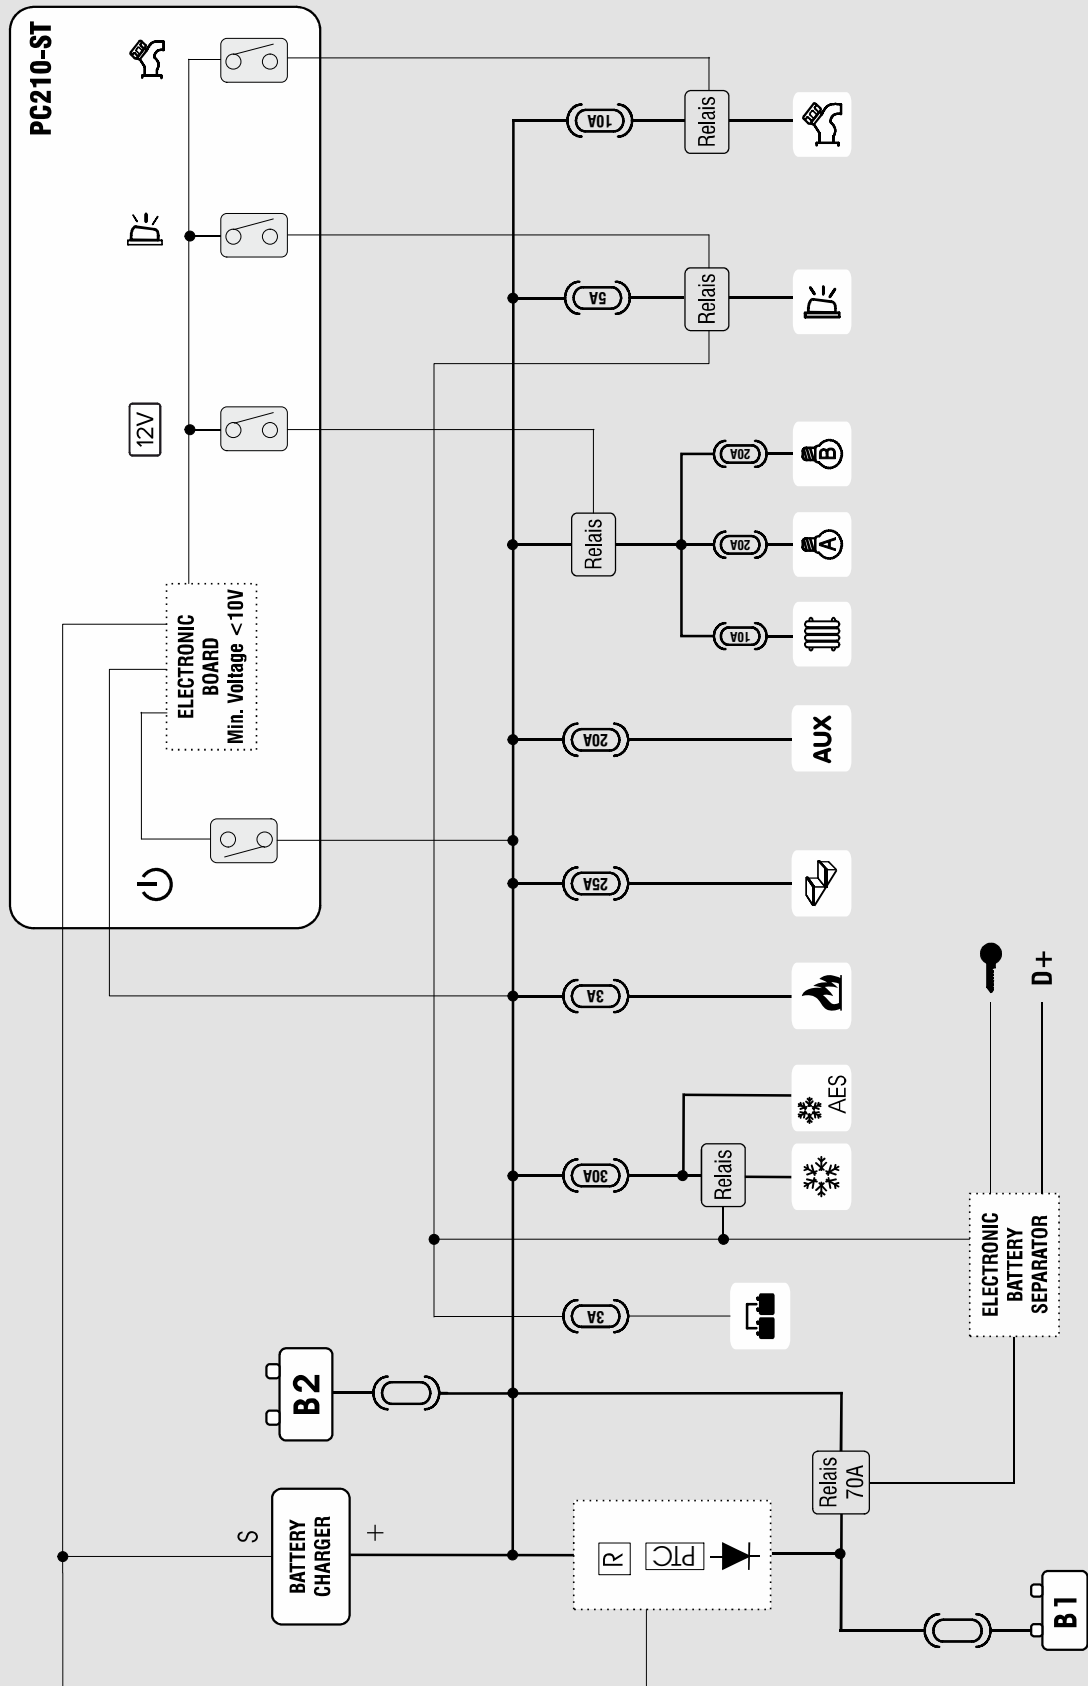 PC210-ST
12V
ELECTRONIC
BOARD
Min. Voltage <10V
10A
Relais
5A
Relais
Relais
20A
B
20A
A
10A
20A
AUX
25A
3A
30A
AES
Relais
3A
D+
ELECTRONIC
BATTERY
SEPARATOR
B2
S
BATTERY
CHARGER
+
R
PTC
Relais
70A
B1